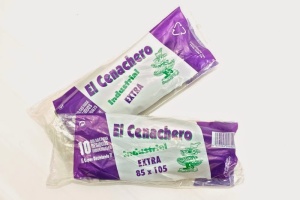 El Cenachero
Industrial
EXTRA
El Cenachero
Industrial
EXTRA
85 x 105
10